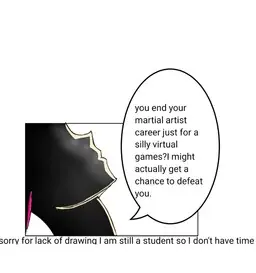 you end your
martial artist
career just for a
silly virtual
games?I might
actually get a
chance to defeat
you.
sorry for lack of drawing I am still a student so I don't have time